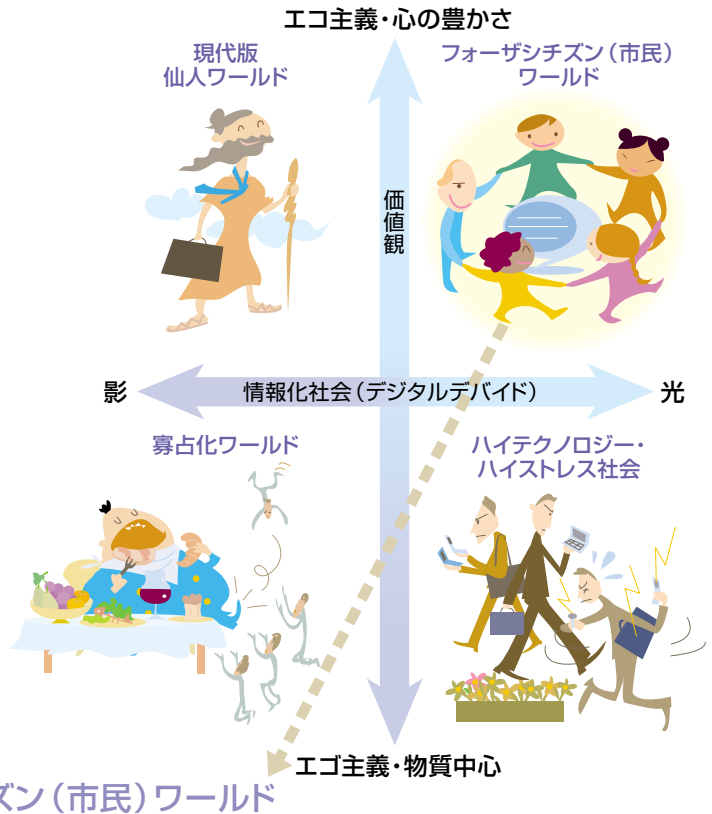 エコ主義・心の豊かさ
現代版
仙人ワールド
フォーザシチズン（市民）
ワールド
価値観
影
情報化社会（デジタルデバイド）
光
寡占化ワールド
ハイテクノロジー・
ハイストレス社会
エゴ主義・物質中心
ズン（市民）ワールド